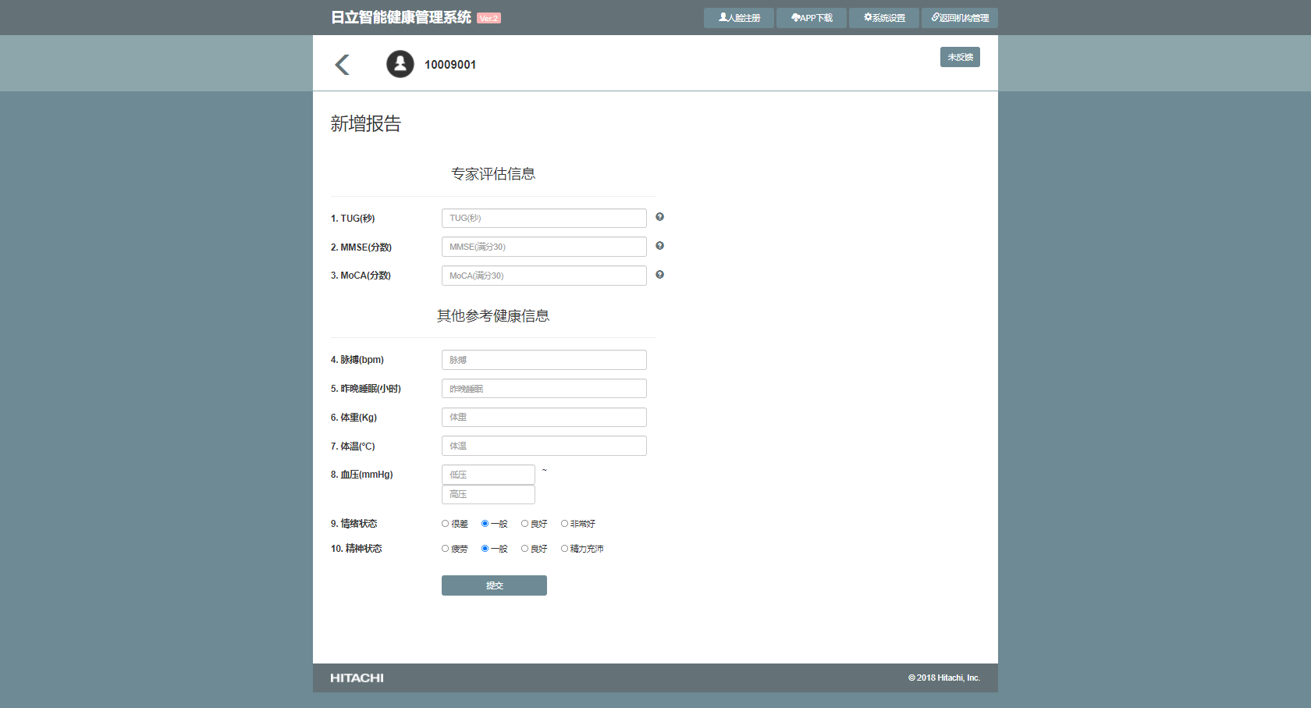 日立智能健康管理系统 Ver.2 人脸注册 APP下载 系统设置 返回机构管理
10009001 未反馈
新增报告
专家评估信息
1. TUG(秒) TUG(秒)
2. MMSE(分数) MMSE(满分30)
3. MoCA(分数) MoCA(满分30)
其他参考健康信息
4. 脉搏(bpm) 脉搏
5. 昨晚睡眠(小时) 昨晚睡眠
6. 体重(Kg) 体重
7. 体温(℃) 体温
8. 血压(mmHg) 低压 ~
高压
9. 情绪状态 很差 一般 良好 非常好
10. 精神状态 疲劳 一般 良好 精力充沛
提交
HITACHI © 2018 Hitachi, Inc.